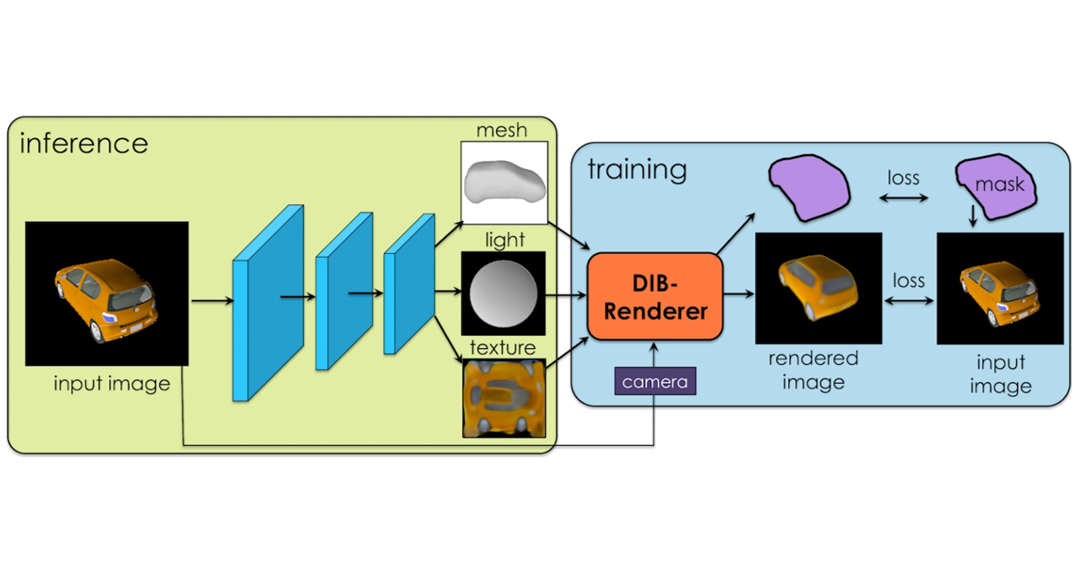 inference
input image
mesh
light
texture
training
DIB-
Renderer
camera
loss
mask
loss
rendered
image
input
image